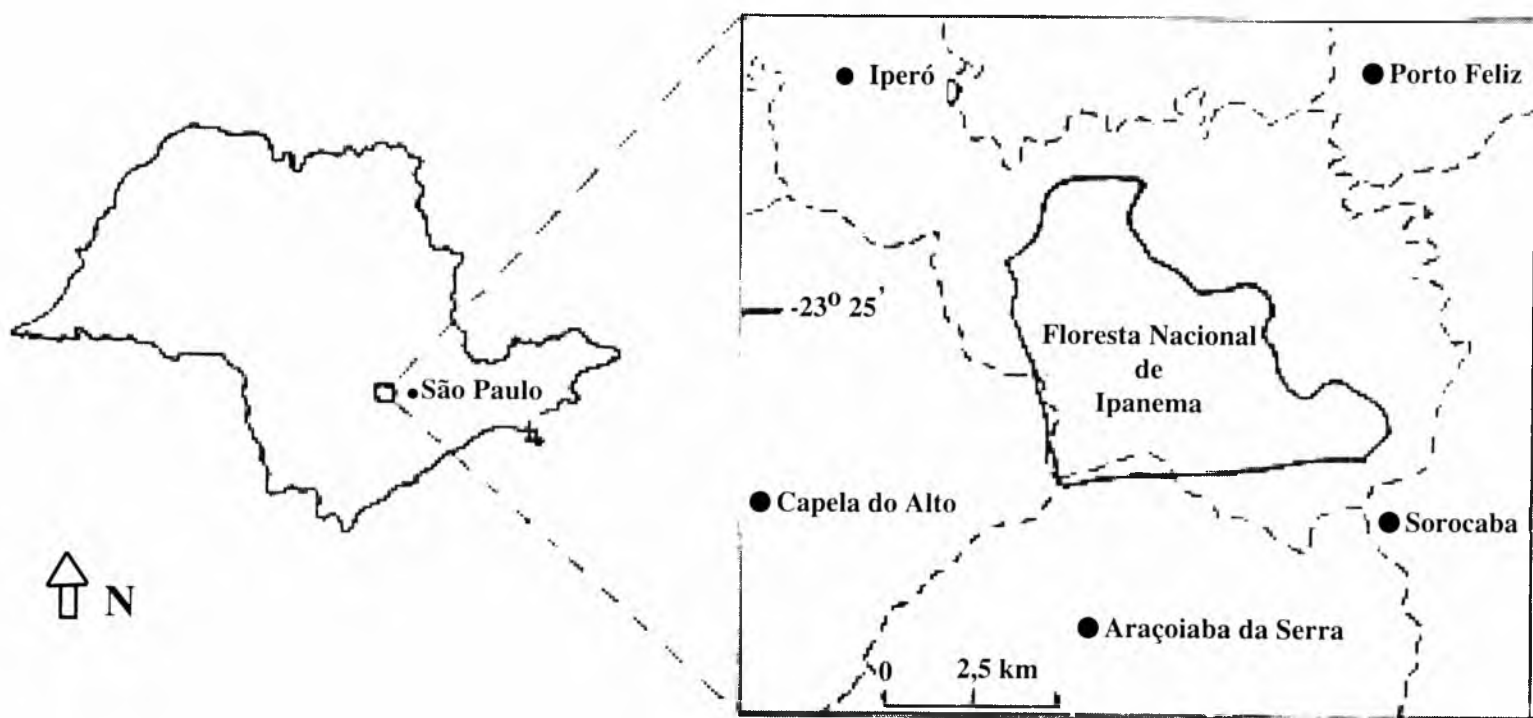 Iperó
Porto Feliz
-23º 25'
Floresta Nacional
de
Ipanema
São Paulo
Capela do Alto
Sorocaba
N
Araçoiaba da Serra
0 2,5 km